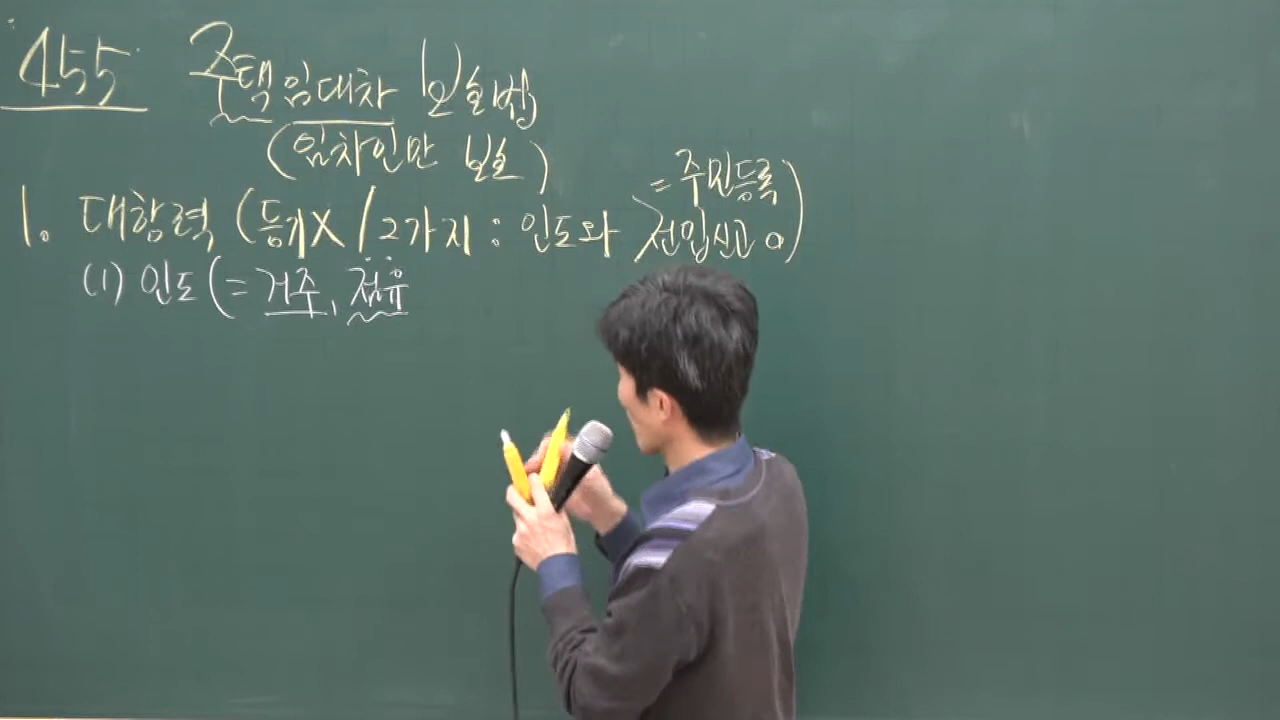 455 주택임대차 보호법
(임차인만 보호)
= 주민등록
1. 대항력 (등기X / 2가지 : 인도와 전입신고 o)
(1) 인도 (= 거주, 점유